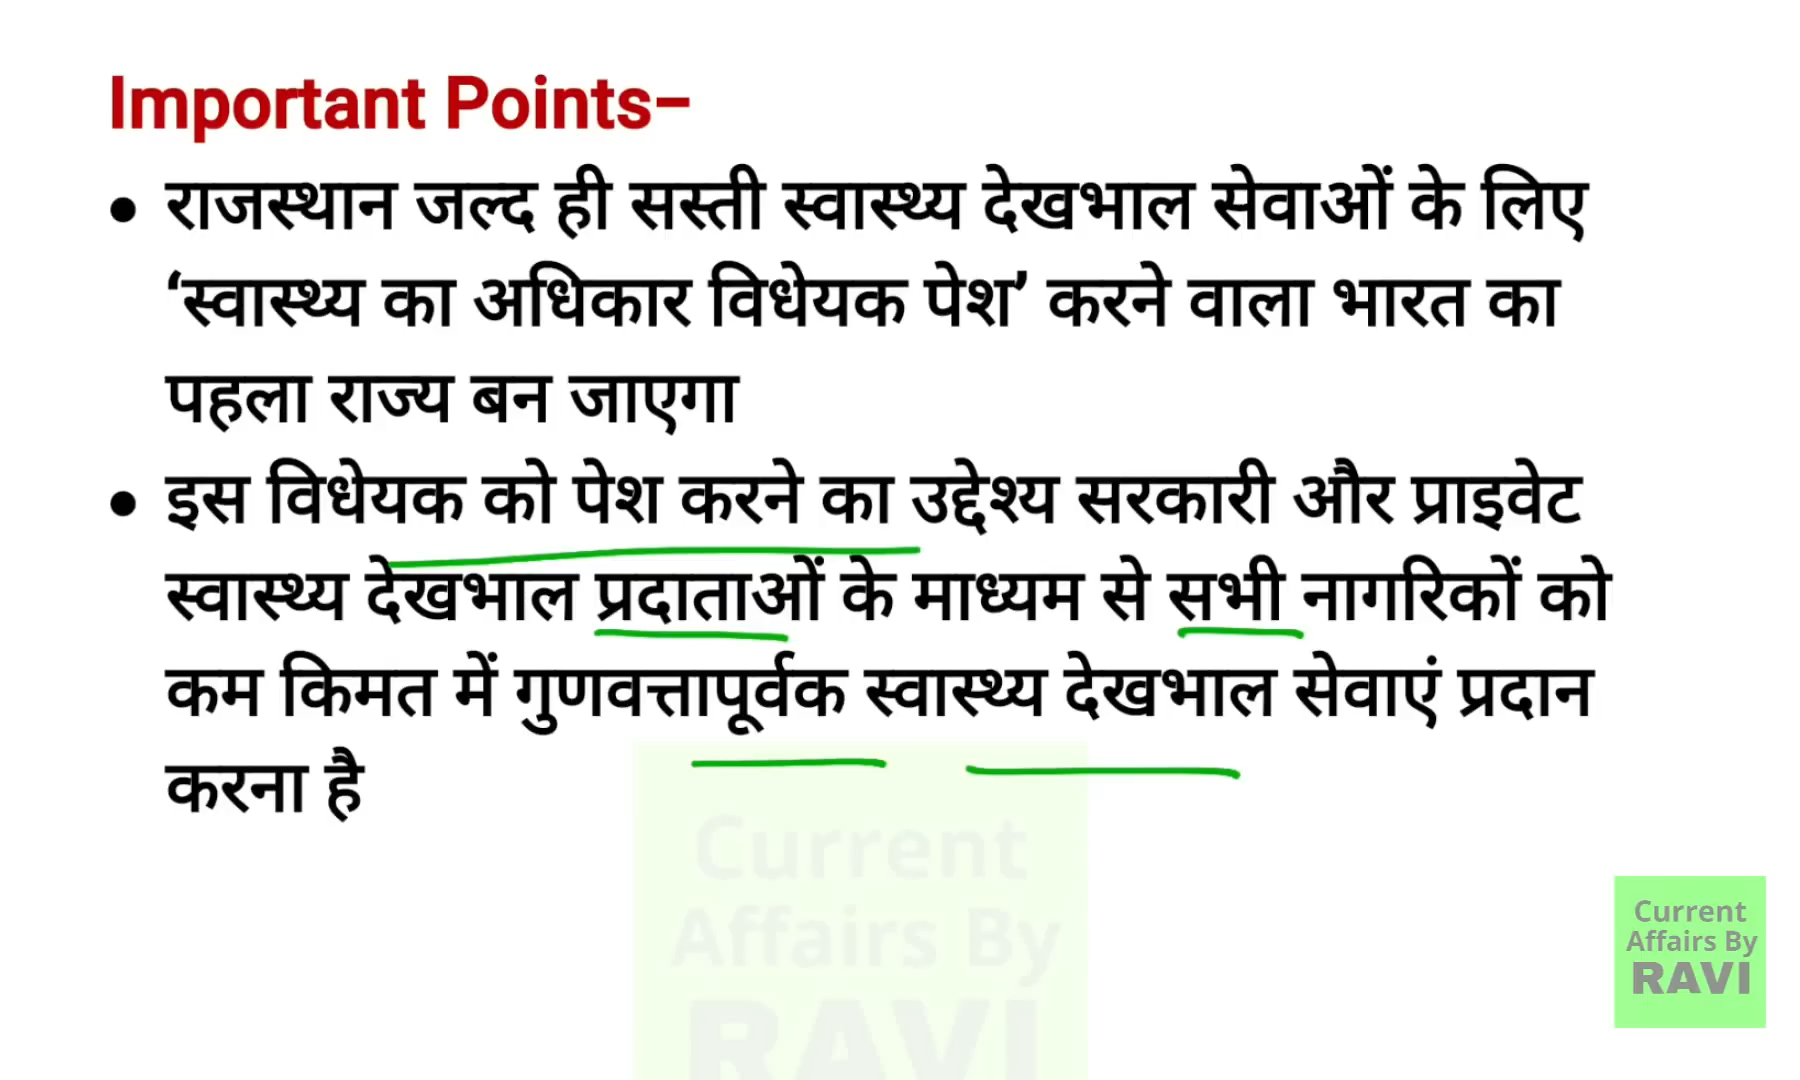 Important Points–
• राजस्थान जल्द ही सस्ती स्वास्थ्य देखभाल सेवाओं के लिए
‘स्वास्थ्य का अधिकार विधेयक पेश’ करने वाला भारत का
पहला राज्य बन जाएगा
• इस विधेयक को पेश करने का उद्देश्य सरकारी और प्राइवेट
स्वास्थ्य देखभाल प्रदाताओं के माध्यम से सभी नागरिकों को
कम किमत में गुणवत्तापूर्वक स्वास्थ्य देखभाल सेवाएं प्रदान
करना है
Current
Affairs By
RAVI
Current
Affairs By
RAVI